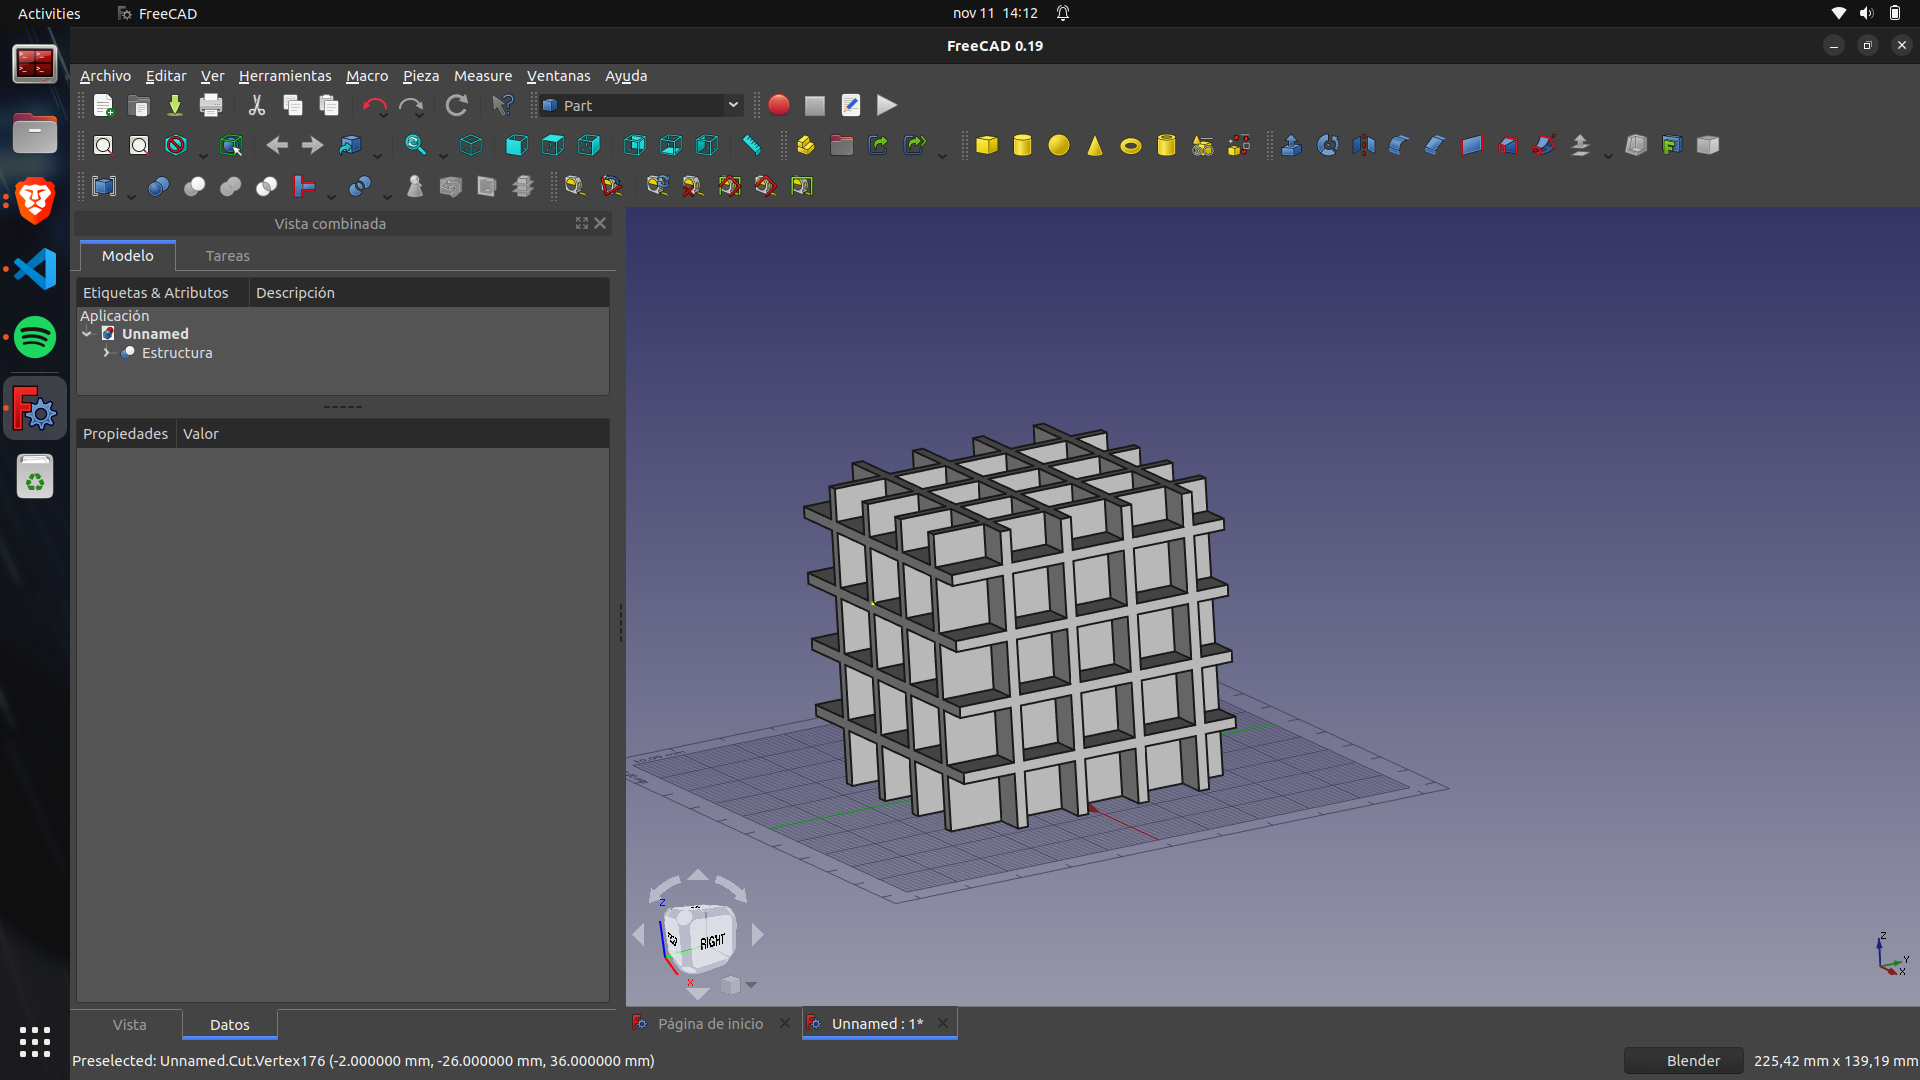 Activities
FreeCAD
nov 11 14:12
FreeCAD 0.19
Archivo Editar Ver Herramientas Macro Pieza Measure Ventanas Ayuda
Part
Vista combinada
Modelo
Tareas
Etiquetas & Atributos
Descripción
Aplicación
Unnamed
Estructura
Propiedades
Valor
Z
RIGHT
X
Z
Y
X
Vista
Datos
Página de inicio
Unnamed : 1*
Preselected: Unnamed.Cut.Vertex176 (-2.000000 mm, -26.000000 mm, 36.000000 mm)
Blender
225,42 mm x 139,19 mm